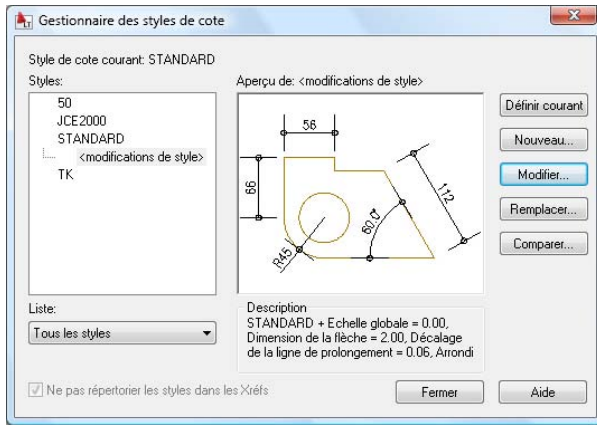 Gestionnaire des styles de cote
Style de cote courant: STANDARD
Styles:
50
JCE2000
STANDARD
<modifications de style>
TK
Aperçu de: <modifications de style>
56
66
R45
60.0°
112
Définir courant
Nouveau...
Modifier...
Remplacer...
Comparer...
Liste:
Tous les styles
Description
STANDARD + Echelle globale = 0.00,
Dimension de la flèche = 2.00, Décalage
de la ligne de prolongement = 0.06, Arrondi
Ne pas répertorier les styles dans les Xréfs
Fermer
Aide